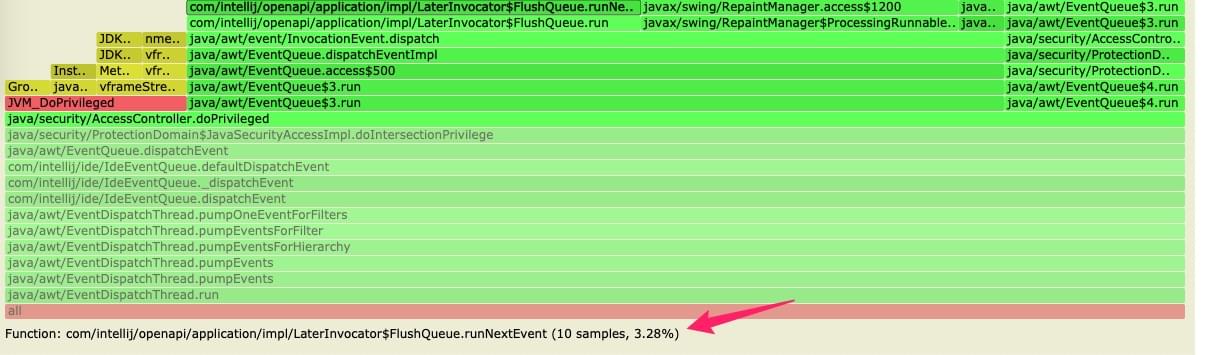 com/intellij/openapi/application/impl/LaterInvocator$FlushQueue.runNe.. javax/swing/RepaintManager.access$1200 java.. java/awt/EventQueue$3.run
com/intellij/openapi/application/impl/LaterInvocator$FlushQueue.run javax/swing/RepaintManager$ProcessingRunnable.. java.. java/awt/EventQueue$3.run
JDK.. nme.. java/awt/event/InvocationEvent.dispatch java/security/AccessContro..
JDK.. vfr.. java/awt/EventQueue.dispatchEventImpl java/security/ProtectionD..
Inst.. Met.. vfr.. java/awt/EventQueue.access$500 java/security/ProtectionD..
Gro.. java.. vframeStre.. java/awt/EventQueue$3.run java/awt/EventQueue$4.run
JVM_DoPrivileged java/awt/EventQueue$3.run java/awt/EventQueue$4.run
java/security/AccessController.doPrivileged
java/security/ProtectionDomain$JavaSecurityAccessImpl.doIntersectionPrivilege
java/awt/EventQueue.dispatchEvent
com/intellij/ide/IdeEventQueue.defaultDispatchEvent
com/intellij/ide/IdeEventQueue._dispatchEvent
com/intellij/ide/IdeEventQueue.dispatchEvent
java/awt/EventDispatchThread.pumpOneEventForFilters
java/awt/EventDispatchThread.pumpEventsForFilter
java/awt/EventDispatchThread.pumpEventsForHierarchy
java/awt/EventDispatchThread.pumpEvents
java/awt/EventDispatchThread.pumpEvents
java/awt/EventDispatchThread.run
all
Function: com/intellij/openapi/application/impl/LaterInvocator$FlushQueue.runNextEvent (10 samples, 3.28%)